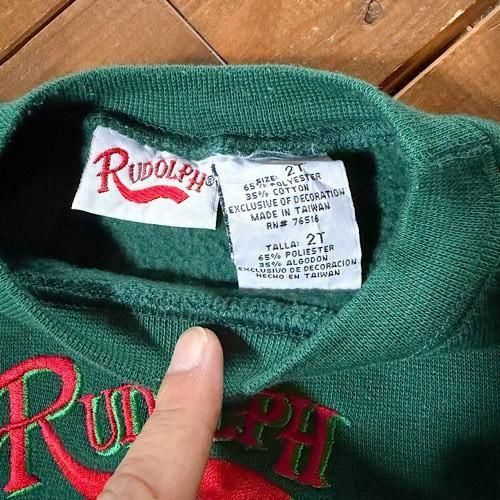 RUDOLPH®
SIZE: 2T
65% POLYESTER
35% COTTON
EXCLUSIVE OF DECORATION
MADE IN TAIWAN
RN# 76516
TALLA: 2T
65% POLIESTER
35% ALGODON
EXCLUSIVO DE DECORACION
HECHO EN TAIWAN
RUDOLPH